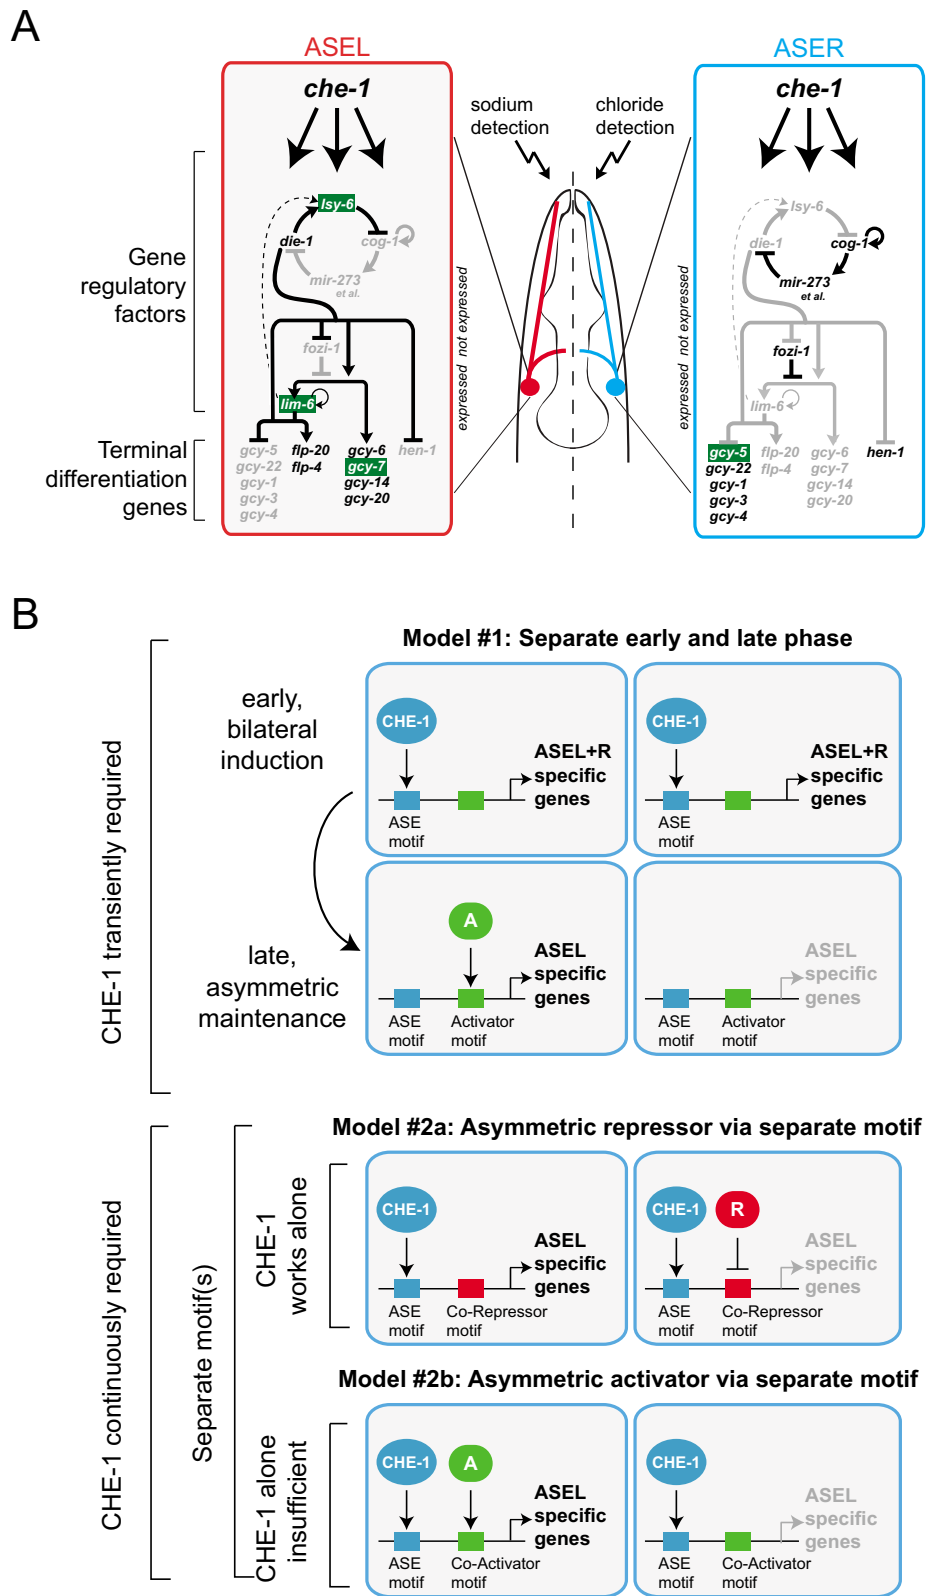 A
ASEL
che-1
lsy-6
die-1
cog-1
mir-273
et al.
fozi-1
lim-6
gcy-5
gcy-22
gcy-1
gcy-3
gcy-4
flp-20
flp-4
gcy-6
gcy-7
gcy-14
gcy-20
hen-1
Gene
regulatory
factors
Terminal
differentiation
genes
sodium
detection
chloride
detection
expressed
not expressed
ASER
che-1
lsy-6
die-1
cog-1
mir-273
et al.
fozi-1
lim-6
gcy-5
gcy-22
gcy-1
gcy-3
gcy-4
flp-20
flp-4
gcy-6
gcy-7
gcy-14
gcy-20
hen-1
expressed
not expressed
B
CHE-1 transiently required
Model #1: Separate early and late phase
early,
bilateral
induction
CHE-1
ASE
motif
ASEL+R
specific
genes
CHE-1
ASE
motif
ASEL+R
specific
genes
late,
asymmetric
maintenance
A
ASE
motif
Activator
motif
ASEL
specific
genes
ASE
motif
Activator
motif
ASEL
specific
genes
CHE-1 continuously required
Separate motif(s)
Model #2a: Asymmetric repressor via separate motif
CHE-1
works alone
CHE-1
ASE
motif
Co-Repressor
motif
ASEL
specific
genes
CHE-1
R
ASE
motif
Co-Repressor
motif
ASEL
specific
genes
Model #2b: Asymmetric activator via separate motif
CHE-1 alone
insufficient
CHE-1
A
ASE
motif
Co-Activator
motif
ASEL
specific
genes
CHE-1
ASE
motif
Co-Activator
motif
ASEL
specific
genes